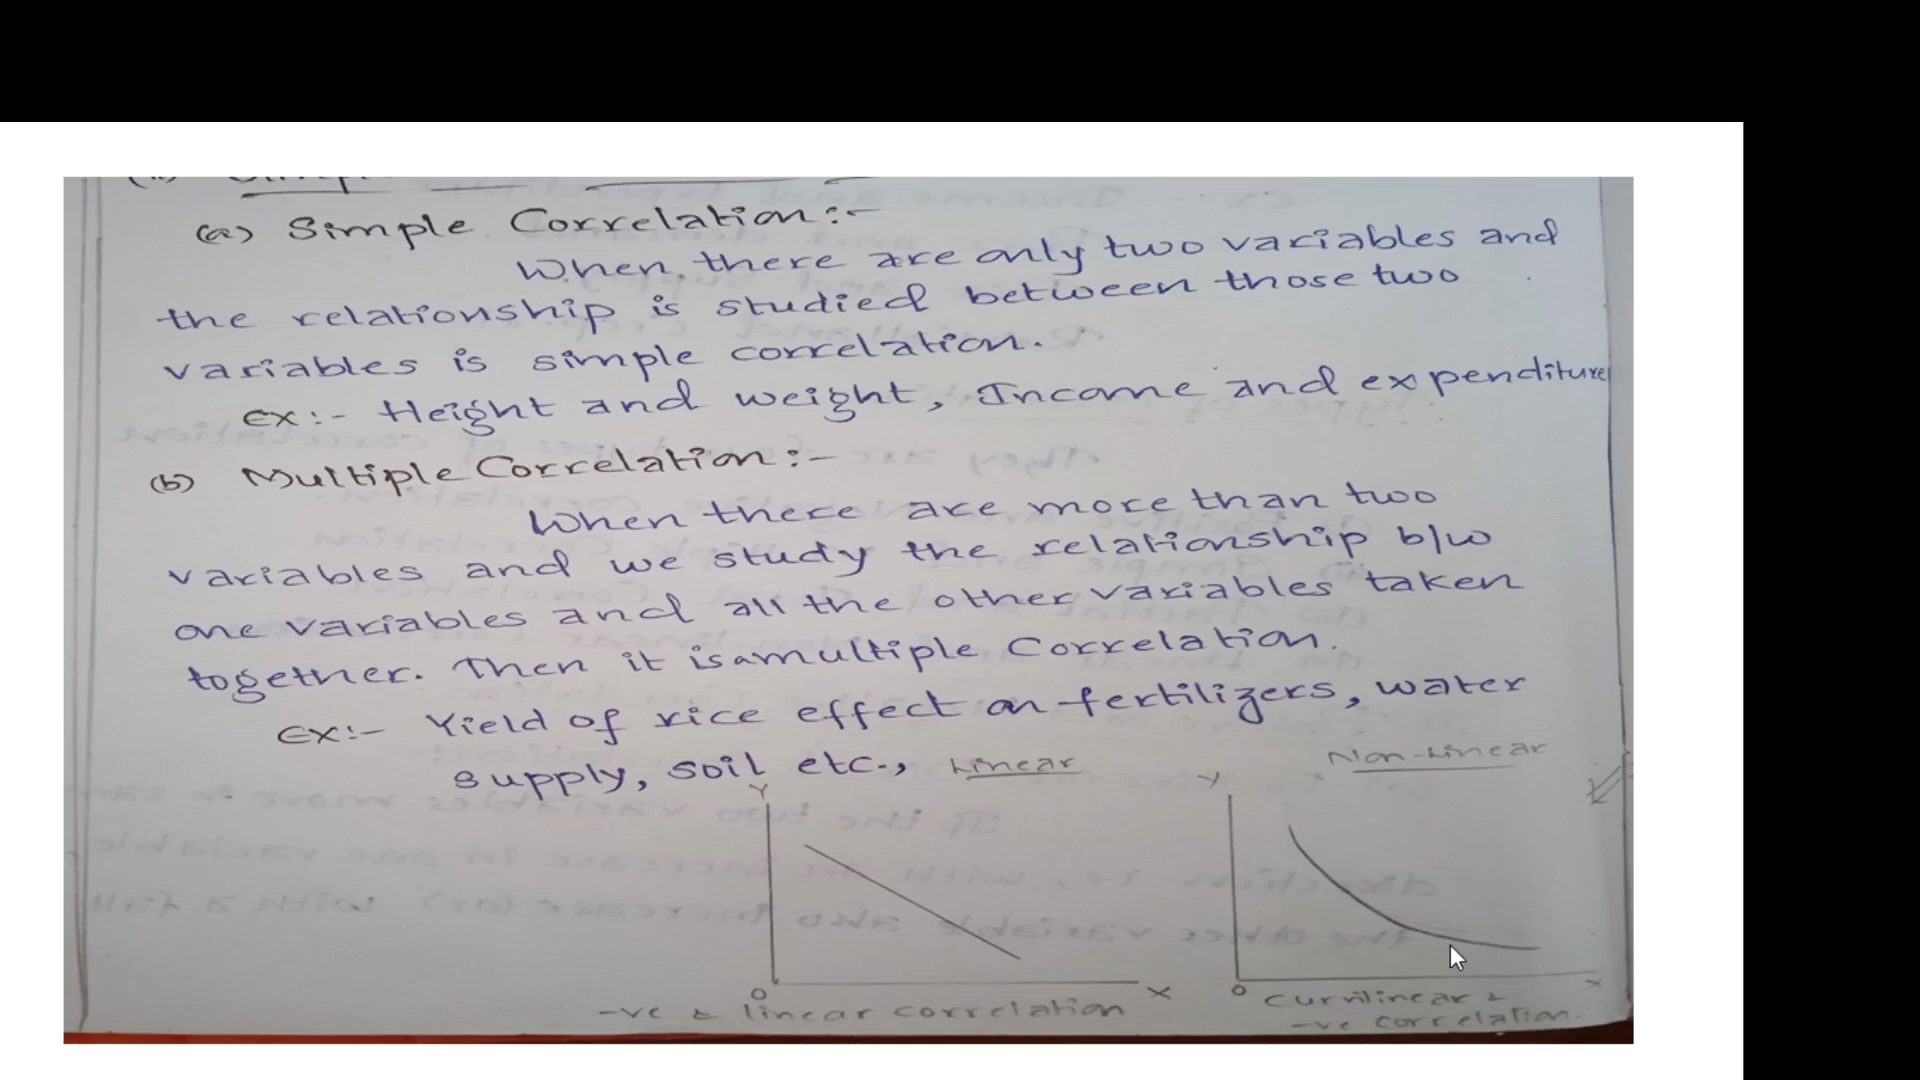 (a) Simple Correlation:-
When there are only two variables and
the relationship is studied between those two
variables is simple correlation.
Ex:- Height and weight, Income and expenditure
(b) Multiple Correlation:-
When there are more than two
variables and we study the relationship b/w
one variables and all the other variables taken
together. Then it is a multiple Correlation.
Ex:- Yield of rice effect on fertilizers, water
supply, soil etc.,
Linear
Non-Linear
Y
Y
O
X
O
X
-ve & linear correlation
curvilinear &
-ve correlation.